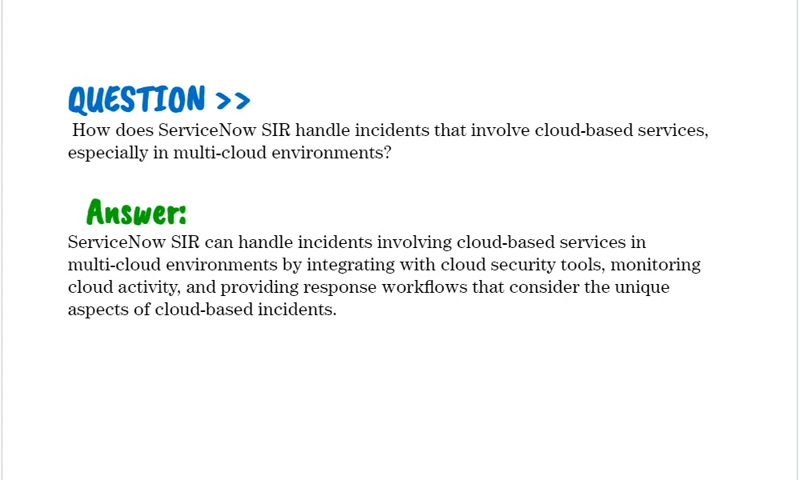 QUESTION >>
How does ServiceNow SIR handle incidents that involve cloud-based services,
especially in multi-cloud environments?
Answer:
ServiceNow SIR can handle incidents involving cloud-based services in
multi-cloud environments by integrating with cloud security tools, monitoring
cloud activity, and providing response workflows that consider the unique
aspects of cloud-based incidents.